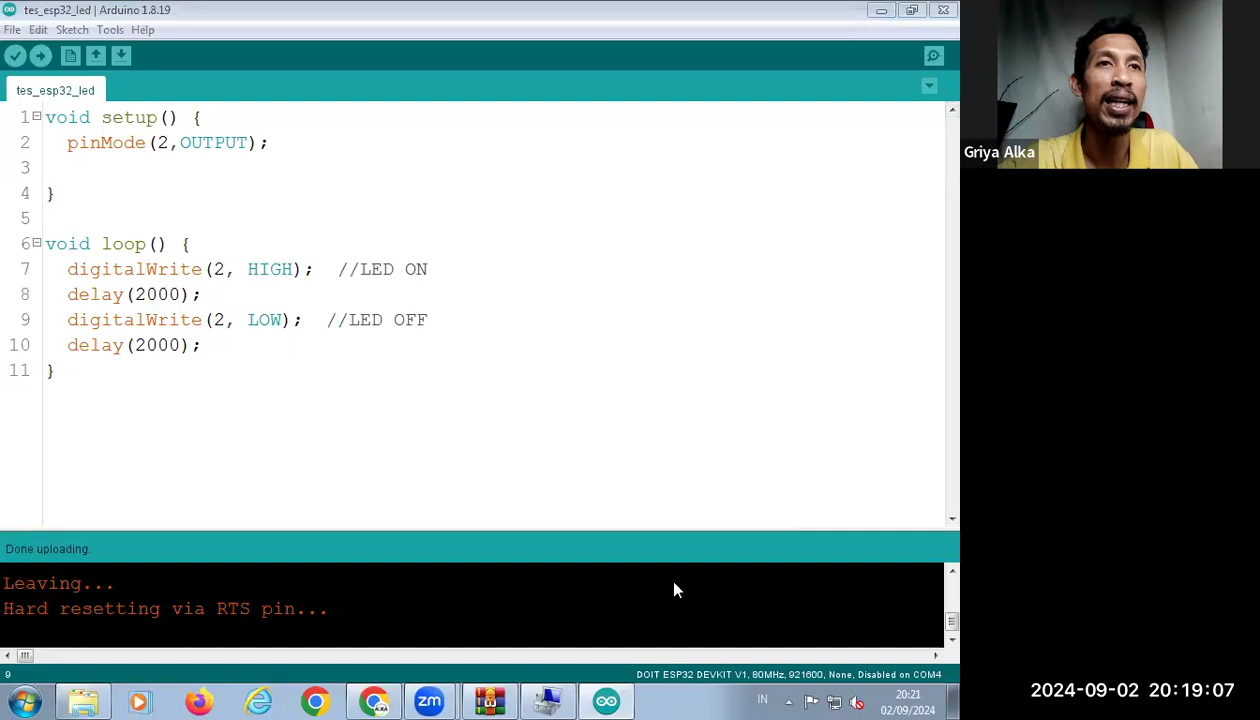 tes_esp32_led | Arduino 1.8.19
File Edit Sketch Tools Help
tes_esp32_led
1 void setup() {
2 pinMode(2,OUTPUT);
3
4 }
5
6 void loop() {
7 digitalWrite(2, HIGH); //LED ON
8 delay(2000);
9 digitalWrite(2, LOW); //LED OFF
10 delay(2000);
11 }
Done uploading.
Leaving...
Hard resetting via RTS pin...
9 DOIT ESP32 DEVKIT V1, 80MHz, 921600, None, Disabled on COM4
zm
IN
20:21
02/09/2024
Griya Alka
2024-09-02 20:19:07